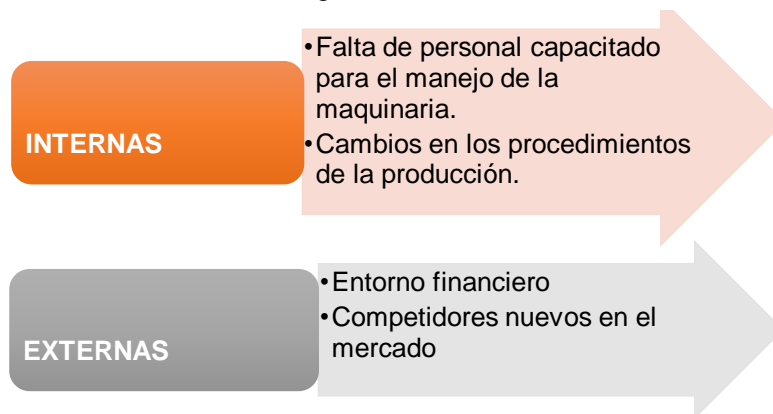 INTERNAS
•Falta de personal capacitado
para el manejo de la
maquinaria.
•Cambios en los procedimientos
de la producción.
EXTERNAS
•Entorno financiero
•Competidores nuevos en el
mercado